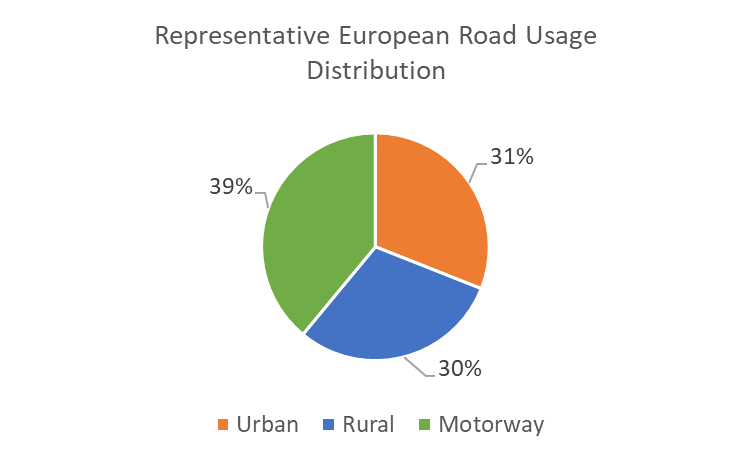 Representative European Road Usage
Distribution
31%
39%
30%
Urban Rural Motorway